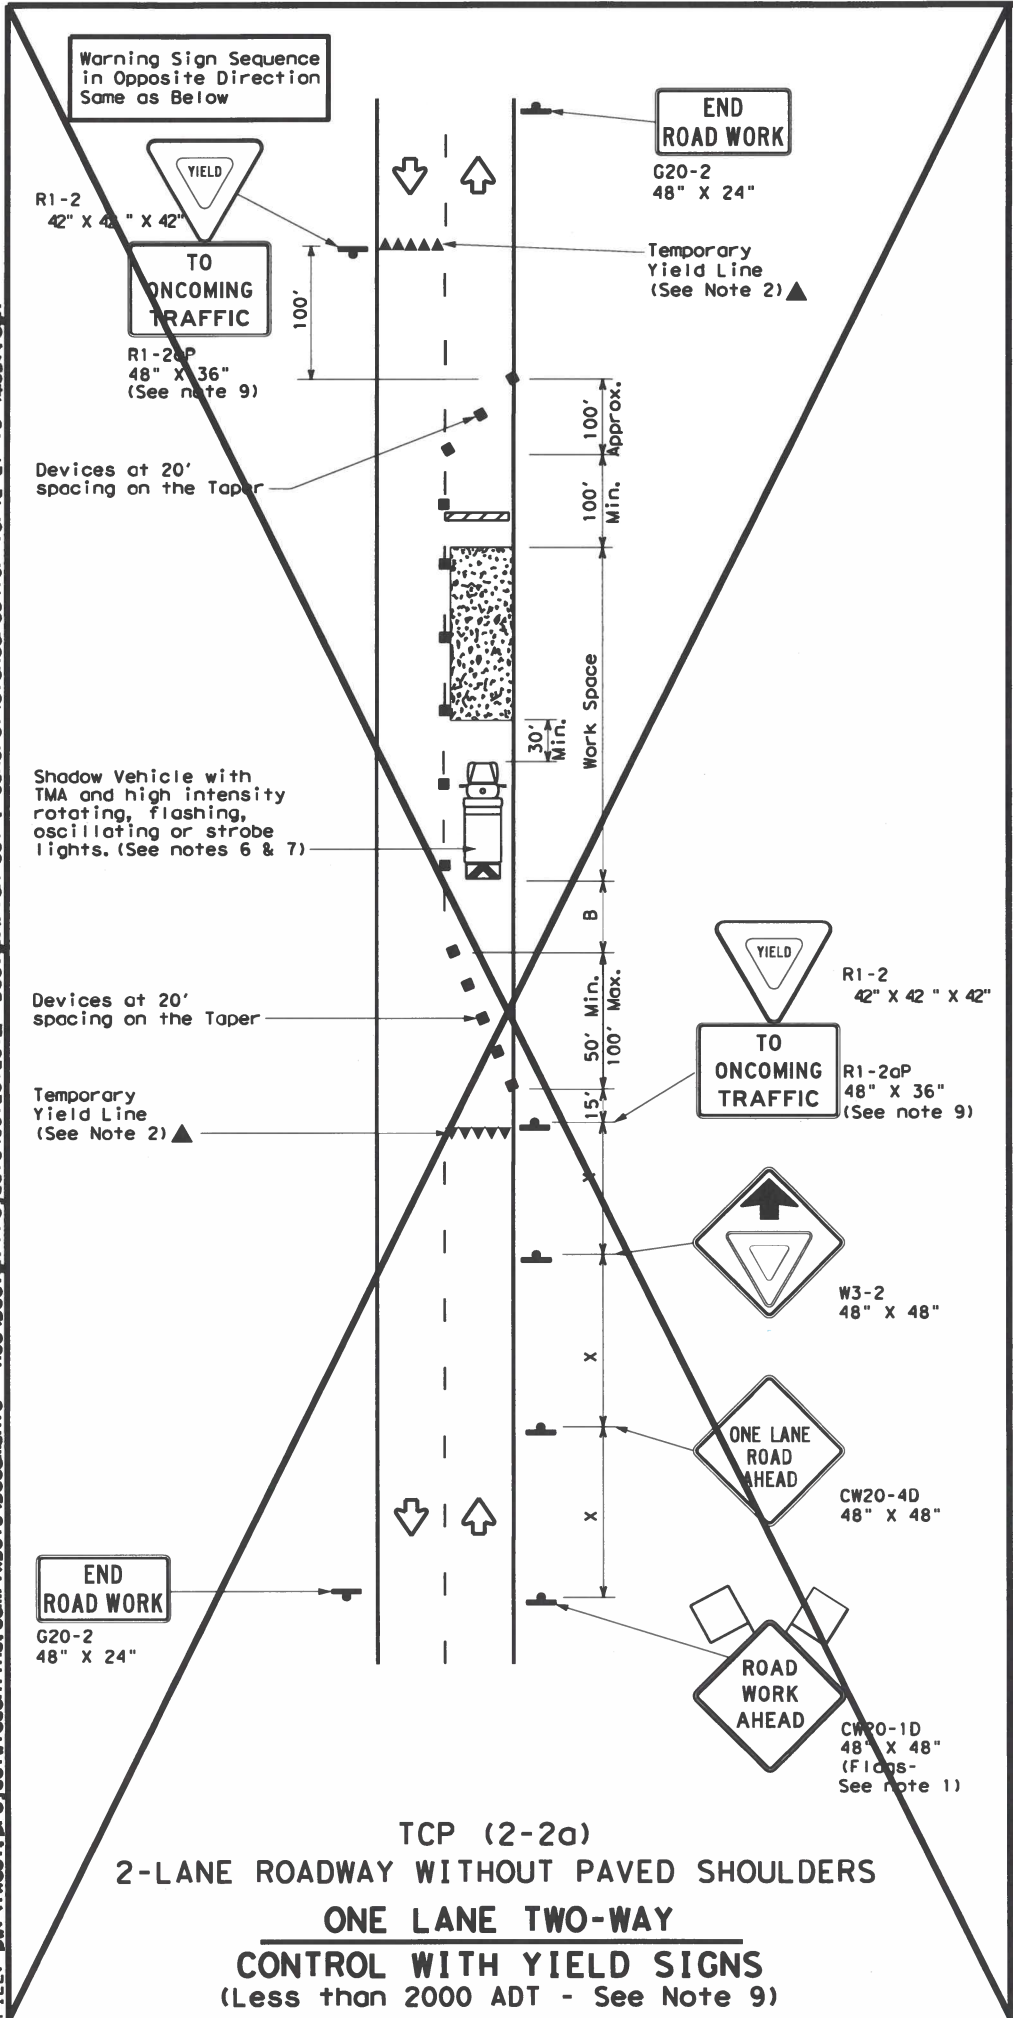 Warning Sign Sequence
in Opposite Direction
Same as Below
END
ROAD WORK
G20-2
48" X 24"
YIELD
R1-2
42" X 42" X 42"
TO
ONCOMING
TRAFFIC
R1-2aP
48" X 36"
(See note 9)
100'
Temporary
Yield Line
(See Note 2)
100'
Approx.
100'
Min.
Devices at 20'
spacing on the Taper
Work Space
30'
Min.
Shadow Vehicle with
TMA and high intensity
rotating, flashing,
oscillating or strobe
lights. (See notes 6 & 7)
B
50' Min.
100' Max.
15'
Devices at 20'
spacing on the Taper
Temporary
Yield Line
(See Note 2)
YIELD
R1-2
42" X 42 " X 42"
TO
ONCOMING
TRAFFIC
R1-2aP
48" X 36"
(See note 9)
X
W3-2
48" X 48"
X
ONE LANE
ROAD
AHEAD
CW20-4D
48" X 48"
X
END
ROAD WORK
G20-2
48" X 24"
ROAD
WORK
AHEAD
CW20-1D
48" X 48"
(Flags-
See note 1)
TCP (2-2a)
2-LANE ROADWAY WITHOUT PAVED SHOULDERS
ONE LANE TWO-WAY
CONTROL WITH YIELD SIGNS
(Less than 2000 ADT - See Note 9)